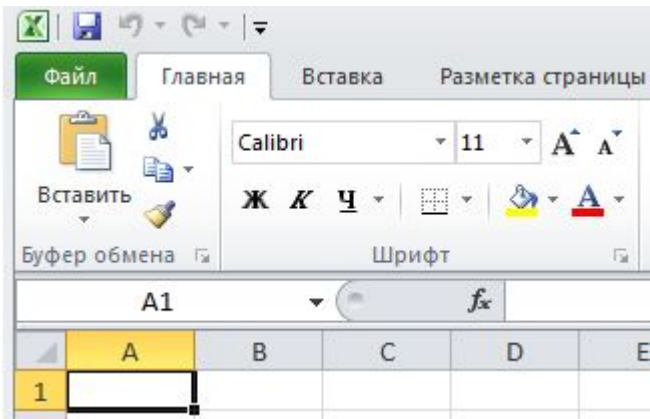 Файл Главная Вставка Разметка страницы
Calibri 11 А А
Вставить Ж К Ч А
Буфер обмена Шрифт
A1 fx
A B C D E
1